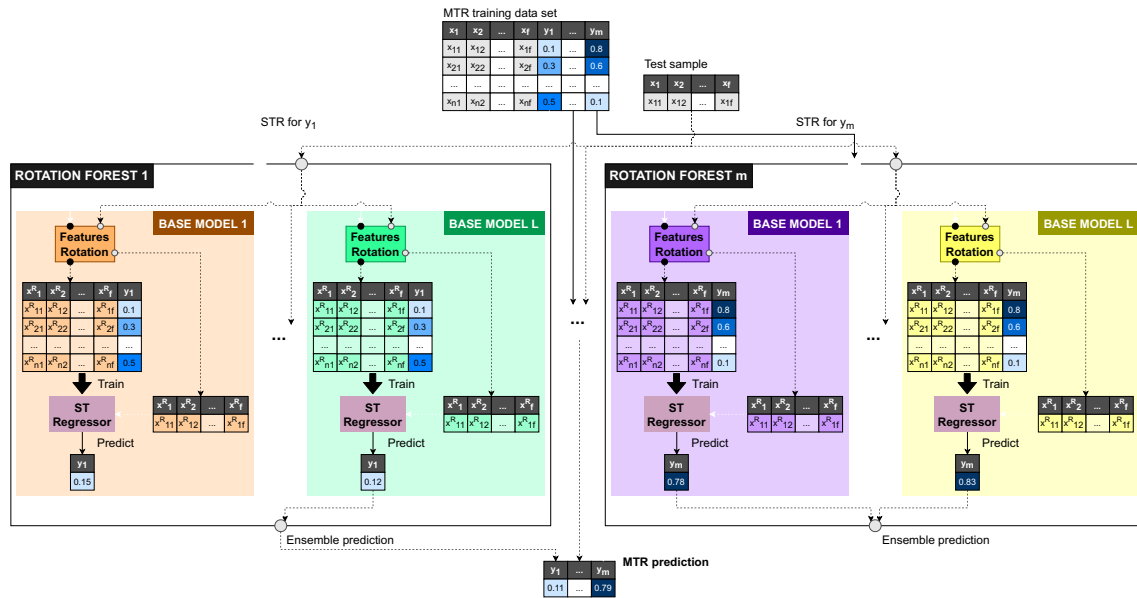 MTR training data set
x1 x2 ... xf y1 ... ym
x11 x12 ... x1f 0.1 ... 0.8
x21 x22 ... x2f 0.3 ... 0.6
... ... ... ... ... ... ...
xn1 xn2 ... xnf 0.5 ... 0.1
Test sample
x1 x2 ... xf
x11 x12 ... x1f
STR for y1
STR for ym
ROTATION FOREST 1
BASE MODEL 1
Features
Rotation
xR1 xR2 ... xRf y1
xR11 xR12 ... xR1f 0.1
xR21 xR22 ... xR2f 0.3
... ... ... ... ...
xRn1 xRn2 ... xRnf 0.5
Train
ST
Regressor
xR1 xR2 ... xRf
xR11 xR12 ... xR1f
Predict
y1
0.15
...
BASE MODEL L
Features
Rotation
xR1 xR2 ... xRf y1
xR11 xR12 ... xR1f 0.1
xR21 xR22 ... xR2f 0.3
... ... ... ... ...
xRn1 xRn2 ... xRnf 0.5
Train
ST
Regressor
xR1 xR2 ... xRf
xR11 xR12 ... xR1f
Predict
y1
0.12
Ensemble prediction
...
ROTATION FOREST m
BASE MODEL 1
Features
Rotation
xR1 xR2 ... xRf ym
xR11 xR12 ... xR1f 0.8
xR21 xR22 ... xR2f 0.6
... ... ... ... ...
xRn1 xRn2 ... xRnf 0.1
Train
ST
Regressor
xR1 xR2 ... xRf
xR11 xR12 ... xR1f
Predict
ym
0.78
...
BASE MODEL L
Features
Rotation
xR1 xR2 ... xRf ym
xR11 xR12 ... xR1f 0.8
xR21 xR22 ... xR2f 0.6
... ... ... ... ...
xRn1 xRn2 ... xRnf 0.1
Train
ST
Regressor
xR1 xR2 ... xRf
xR11 xR12 ... xR1f
Predict
ym
0.83
Ensemble prediction
MTR prediction
y1 ... ym
0.11 ... 0.79